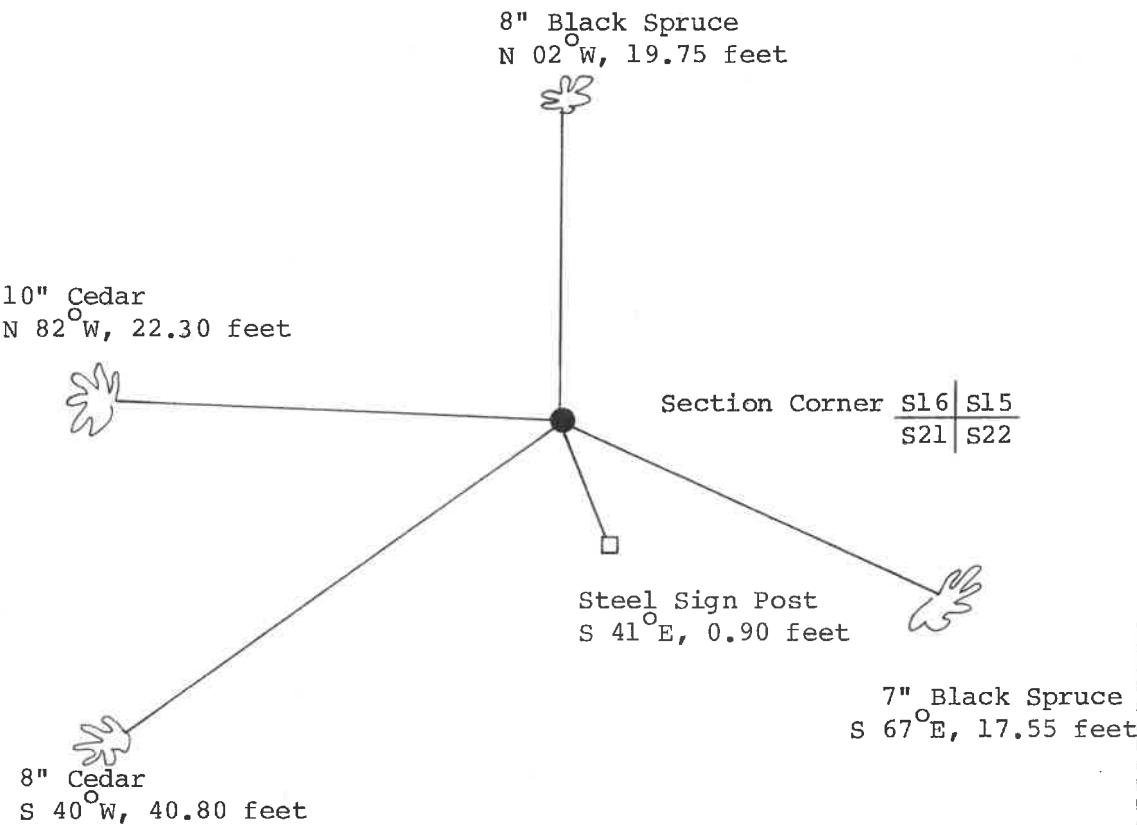 8" Black Spruce
N 02°W, 19.75 feet
10" Cedar
N 82°W, 22.30 feet
Section Corner S16 S15
S21 S22
Steel Sign Post
S 41°E, 0.90 feet
7" Black Spruce
S 67°E, 17.55 feet
8" Cedar
S 40°W, 40.80 feet